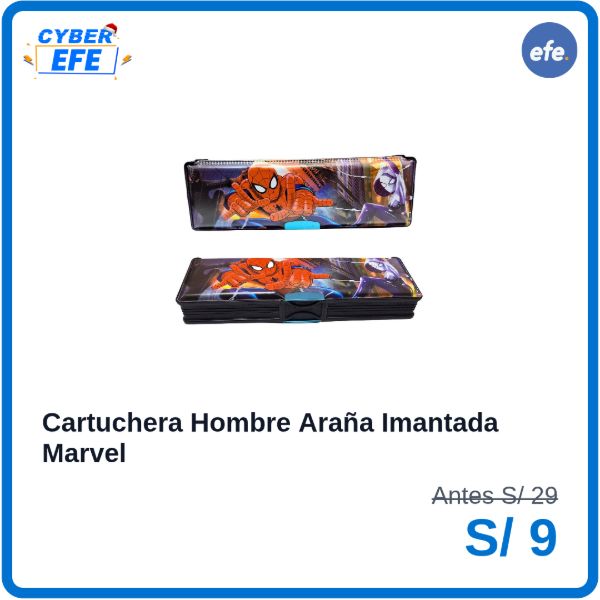 CYBER
EFE
efe.
Cartuchera Hombre Araña Imantada
Marvel
Antes S/ 29
S/ 9